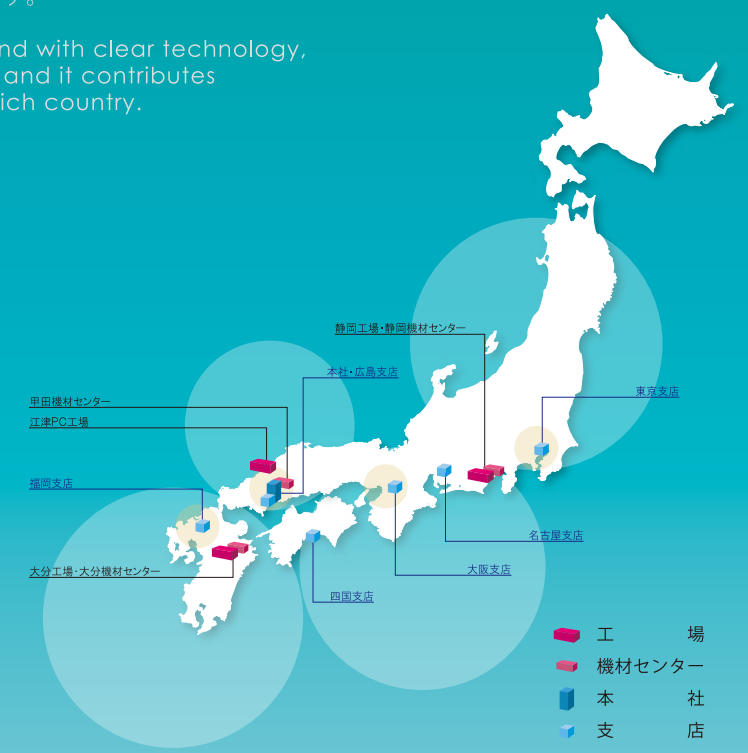 す。
nd with clear technology,
and it contributes
ich country.
静岡工場・静岡機材センター
本社・広島支店
東京支店
甲田機材センター
江津PC工場
福岡支店
名古屋支店
大阪支店
大分工場・大分機材センター
四国支店
工 場
機材センター
本 社
支 店